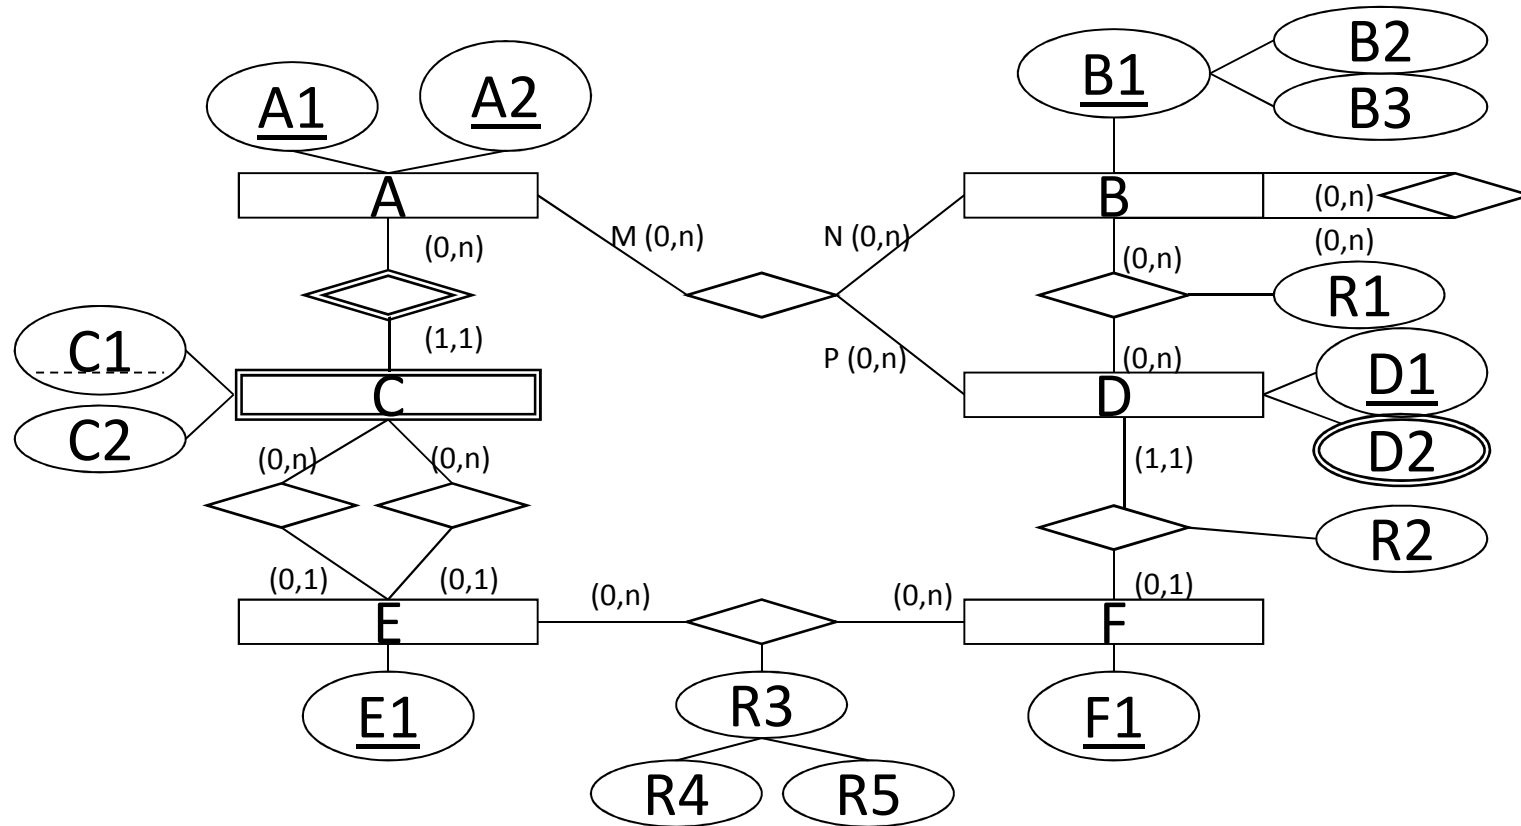 A1
A2
B1
B2
B3
A
B
(0,n)
(0,n)
M (0,n)
N (0,n)
(0,n)
(0,n)
R1
C1
(1,1)
P (0,n)
(0,n)
D1
C
D
C2
D2
(0,n)
(0,n)
(1,1)
R2
(0,1)
(0,1)
(0,n)
(0,n)
(0,1)
E
F
E1
R3
F1
R4
R5